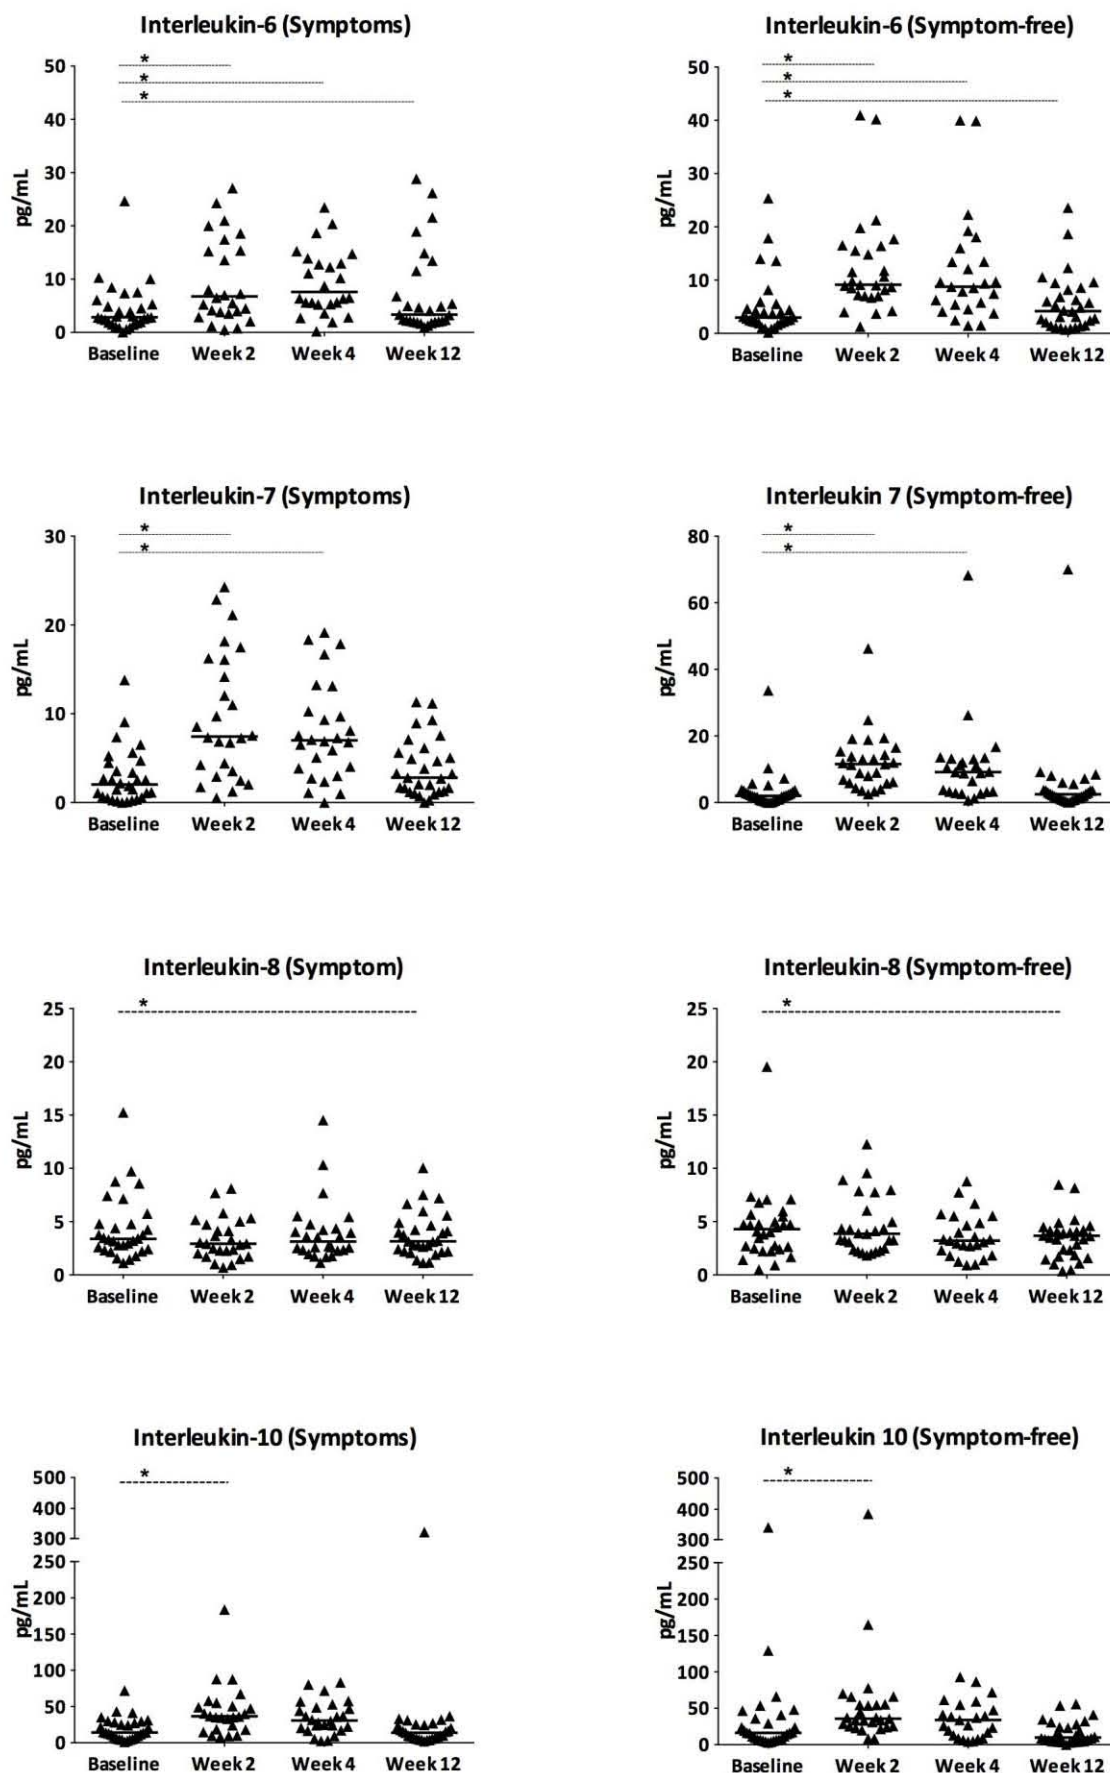 Interleukin-6 (Symptoms)
*
*
*
50
40
30
20
10
0
pg/mL
Baseline Week 2 Week 4 Week 12
Interleukin-6 (Symptom-free)
*
*
*
50
40
30
20
10
0
pg/mL
Baseline Week 2 Week 4 Week 12
Interleukin-7 (Symptoms)
*
*
30
20
10
0
pg/mL
Baseline Week 2 Week 4 Week 12
Interleukin 7 (Symptom-free)
*
*
80
60
40
20
0
pg/mL
Baseline Week 2 Week 4 Week 12
Interleukin-8 (Symptom)
*
25
20
15
10
5
0
pg/mL
Baseline Week 2 Week 4 Week 12
Interleukin-8 (Symptom-free)
*
25
20
15
10
5
0
pg/mL
Baseline Week 2 Week 4 Week 12
Interleukin-10 (Symptoms)
*
500
400
300
250
200
150
100
50
0
pg/mL
Baseline Week 2 Week 4 Week 12
Interleukin 10 (Symptom-free)
*
500
400
300
250
200
150
100
50
0
pg/mL
Baseline Week 2 Week 4 Week 12